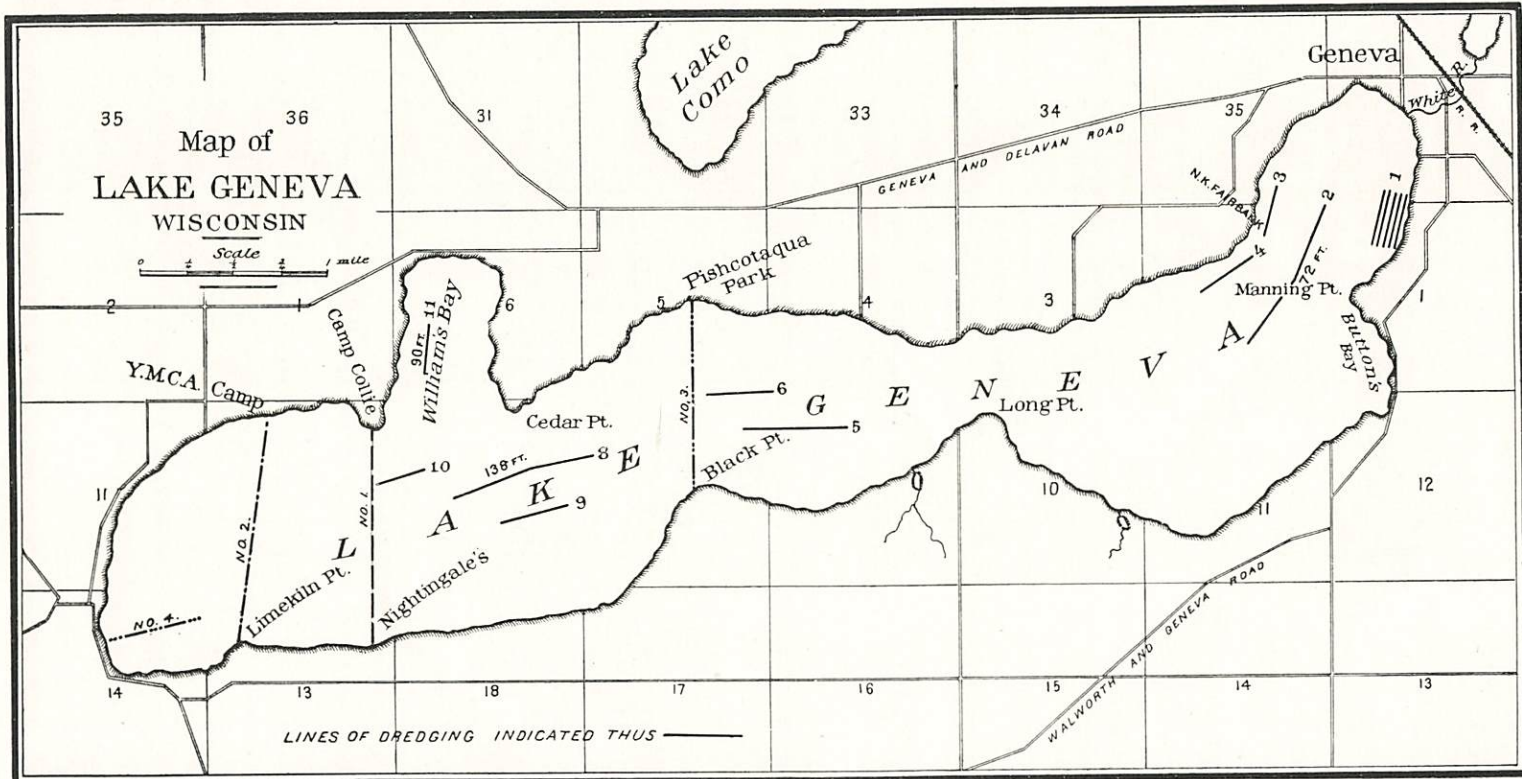 Map of
LAKE GENEVA
WISCONSIN
Scale
0 ¼ ½ ¾ 1 mile
35
36
31
33
34
35
Lake
Como
Geneva
White R.
R. R.
GENEVA AND DELAVAN ROAD
N.K. FAIRBANK
3
2
1
4
72 FT.
Manning Pt.
Button's
Bay
2
1
6
5
4
3
1
Pishcotaqua
Park
Camp Collie
90 FT. 11
Williams Bay
Y.M.C.A. Camp
Cedar Pt.
NO. 3.
6
5
Black Pt.
Long Pt.
LAKE GENEVA
10
138 FT.
8
9
NO. 1.
NO. 2.
NO. 4.
Limekiln Pt.
Nightingale's
11
10
11
12
WALWORTH AND GENEVA ROAD
14
13
18
17
16
15
14
13
LINES OF DREDGING INDICATED THUS